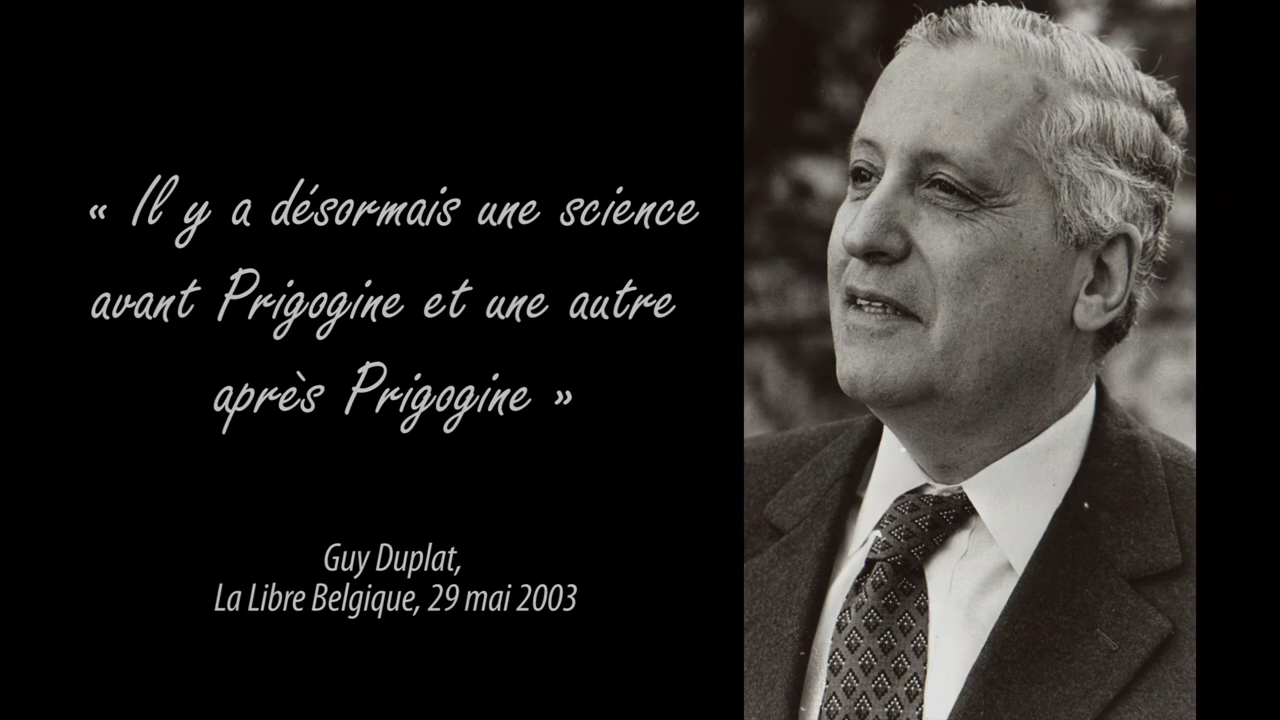 « Il y a désormais une science
avant Prigogine et une autre
après Prigogine »
Guy Duplat,
La Libre Belgique, 29 mai 2003